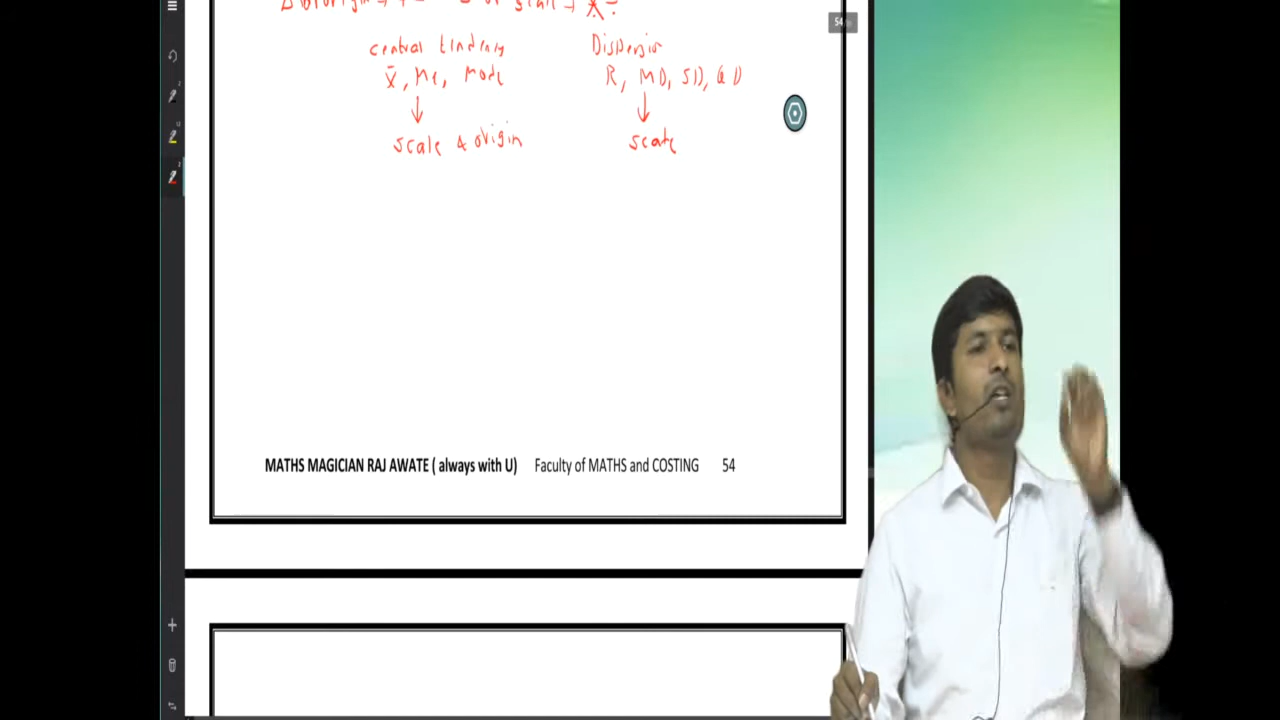 54
central tendency Dispersion
x̄, Me, Mode R, MD, SD, QD
↓ ↓
scale & origin scale
MATHS MAGICIAN RAJ AWATE ( always with U) Faculty of MATHS and COSTING 54